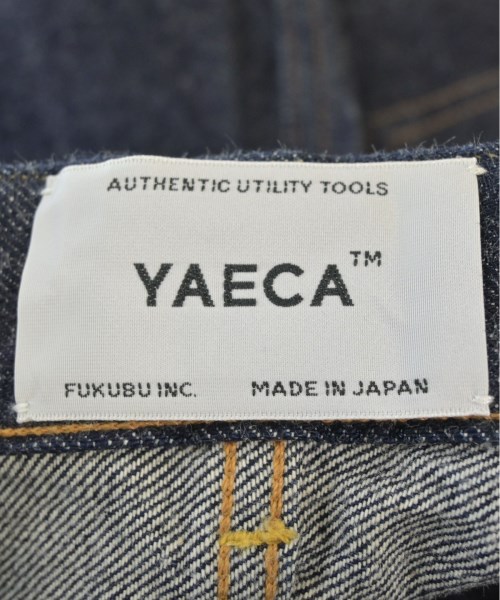 AUTHENTIC UTILITY TOOLS
YAECA™
FUKUBU INC. MADE IN JAPAN